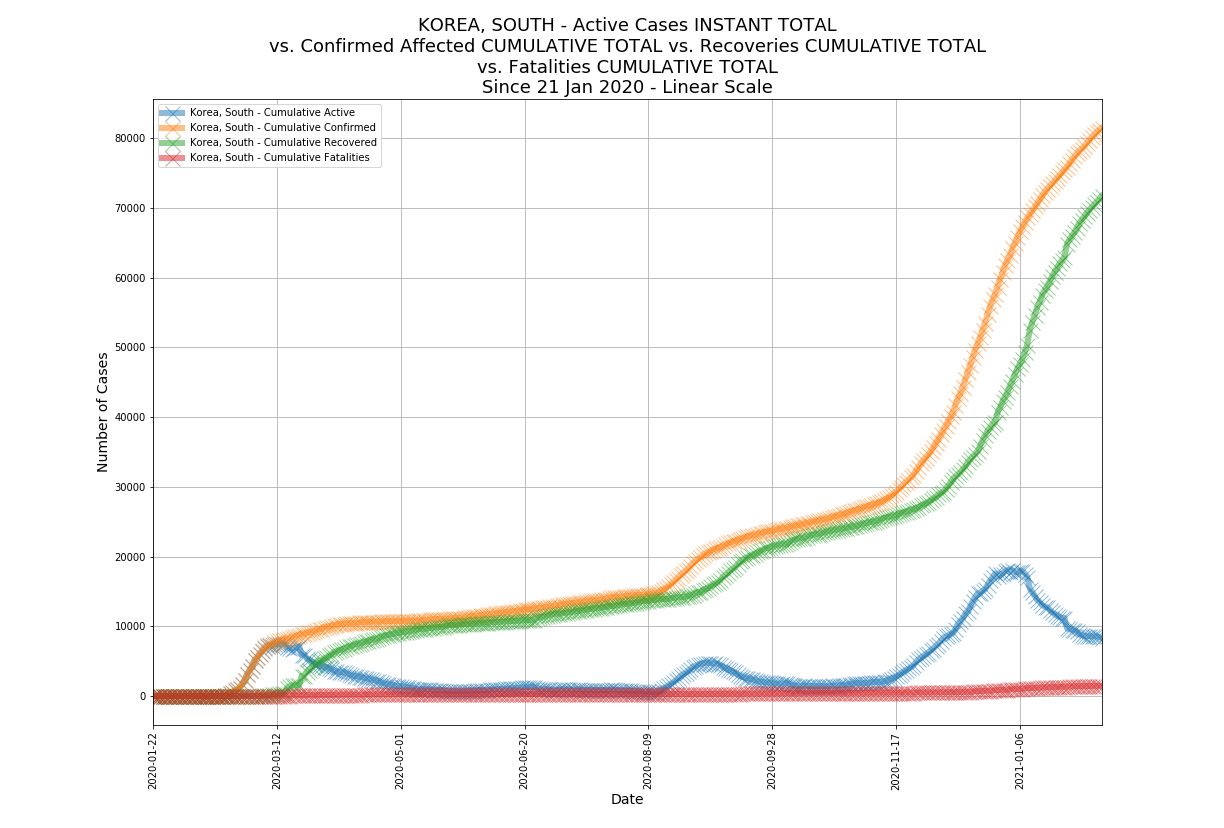 KOREA, SOUTH - Active Cases INSTANT TOTAL
vs. Confirmed Affected CUMULATIVE TOTAL vs. Recoveries CUMULATIVE TOTAL
vs. Fatalities CUMULATIVE TOTAL
Since 21 Jan 2020 - Linear Scale
Korea, South - Cumulative Active
Korea, South - Cumulative Confirmed
Korea, South - Cumulative Recovered
Korea, South - Cumulative Fatalities
Number of Cases
80000
70000
60000
50000
40000
30000
20000
10000
0
2020-01-22
2020-03-12
2020-05-01
2020-06-20
2020-08-09
2020-09-28
2020-11-17
2021-01-06
Date